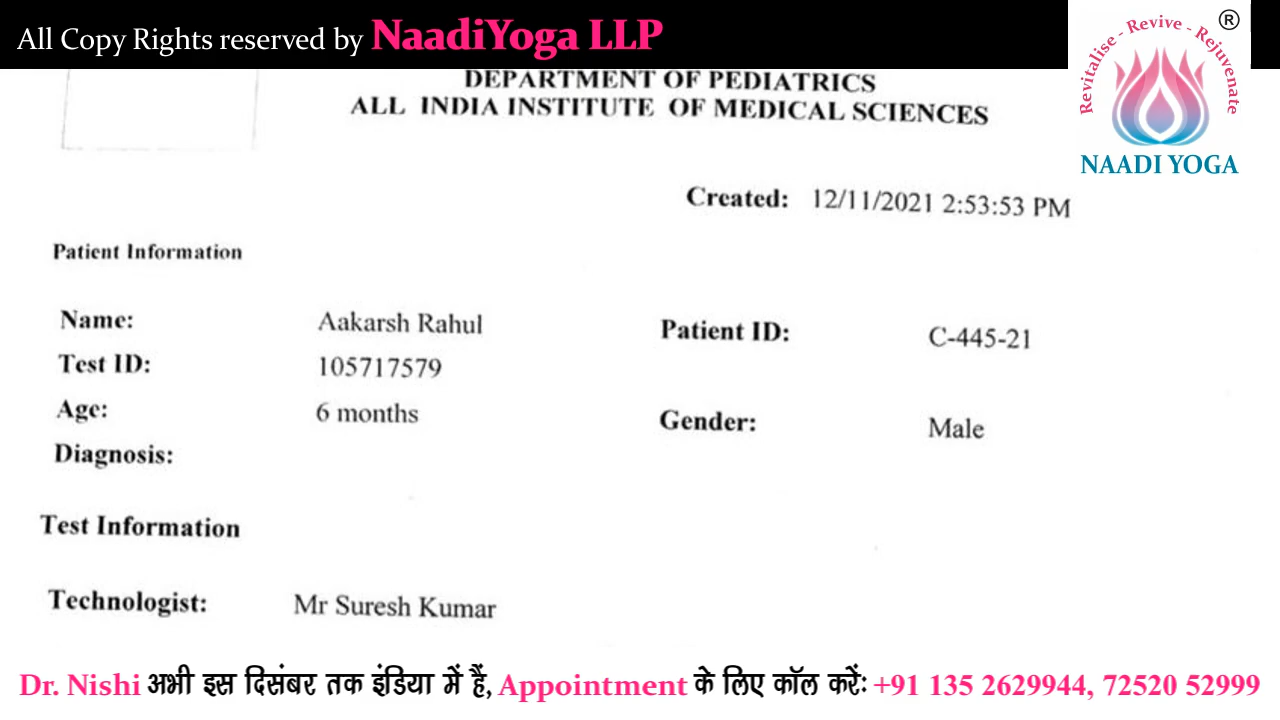 All Copy Rights reserved by NaadiYoga LLP
®
Revitalise - Revive - Rejuvenate
NAADI YOGA
DEPARTMENT OF PEDIATRICS
ALL INDIA INSTITUTE OF MEDICAL SCIENCES
Created: 12/11/2021 2:53:53 PM
Patient Information
Name: Aakarsh Rahul Patient ID: C-445-21
Test ID: 105717579
Age: 6 months Gender: Male
Diagnosis:
Test Information
Technologist: Mr Suresh Kumar
Dr. Nishi अभी इस दिसंबर तक इंडिया में हैं, Appointment के लिए कॉल करें: +91 135 2629944, 72520 52999